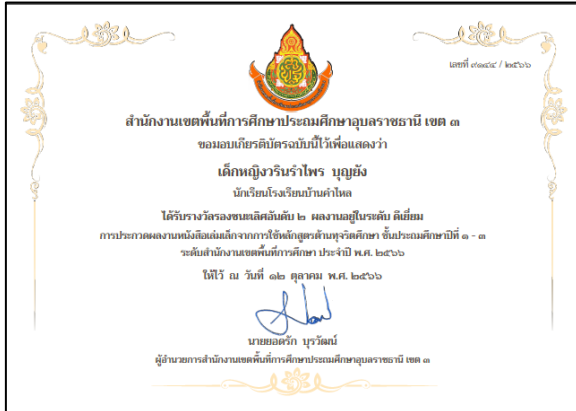 เลขที่ ๙๑๔๔ / ๒๕๖๖
สำนักงานเขตพื้นที่การศึกษาประถมศึกษาอุบลราชธานี เขต ๓
ขอมอบเกียรติบัตรฉบับนี้ไว้เพื่อแสดงว่า
เด็กหญิงวรินรำไพร บุญยัง
นักเรียนโรงเรียนบ้านคำไหล
ได้รับรางวัลรองชนะเลิศอันดับ ๒ ผลงานอยู่ในระดับ ดีเยี่ยม
การประกวดผลงานหนังสือเล่มเล็กจากการใช้หลักสูตรต้านทุจริตศึกษา ชั้นประถมศึกษาปีที่ ๑ - ๓
ระดับสำนักงานเขตพื้นที่การศึกษา ประจำปี พ.ศ. ๒๕๖๖
ให้ไว้ ณ วันที่ ๑๒ ตุลาคม พ.ศ. ๒๕๖๖
นายยอดรัก บุรวัฒน์
ผู้อำนวยการสำนักงานเขตพื้นที่การศึกษาประถมศึกษาอุบลราชธานี เขต ๓